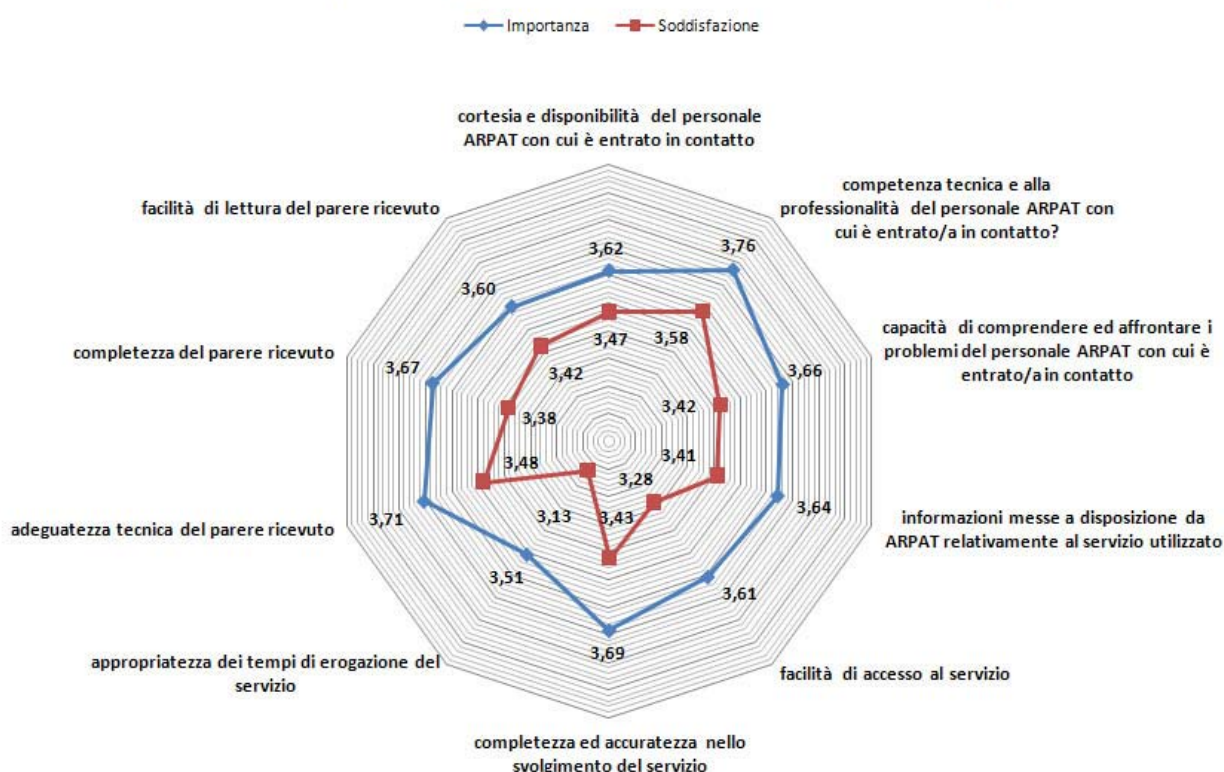 Importanza Soddisfazione
cortesia e disponibilità del personale
ARPAT con cui è entrato in contatto
competenza tecnica e alla
professionalità del personale ARPAT con
cui è entrato/a in contatto?
facilità di lettura del parere ricevuto
3,62
3,76
3,60
3,47
3,58
capacità di comprendere ed affrontare i
problemi del personale ARPAT con cui è
entrato/a in contatto
completezza del parere ricevuto
3,67
3,42
3,66
3,38
3,42
3,48
3,41
3,28
3,64
informazioni messe a disposizione da
ARPAT relativamente al servizio utilizzato
adeguatezza tecnica del parere ricevuto
3,71
3,13
3,43
3,51
3,61
3,69
appropriatezza dei tempi di erogazione del
servizio
facilità di accesso al servizio
completezza ed accuratezza nello
svolgimento del servizio